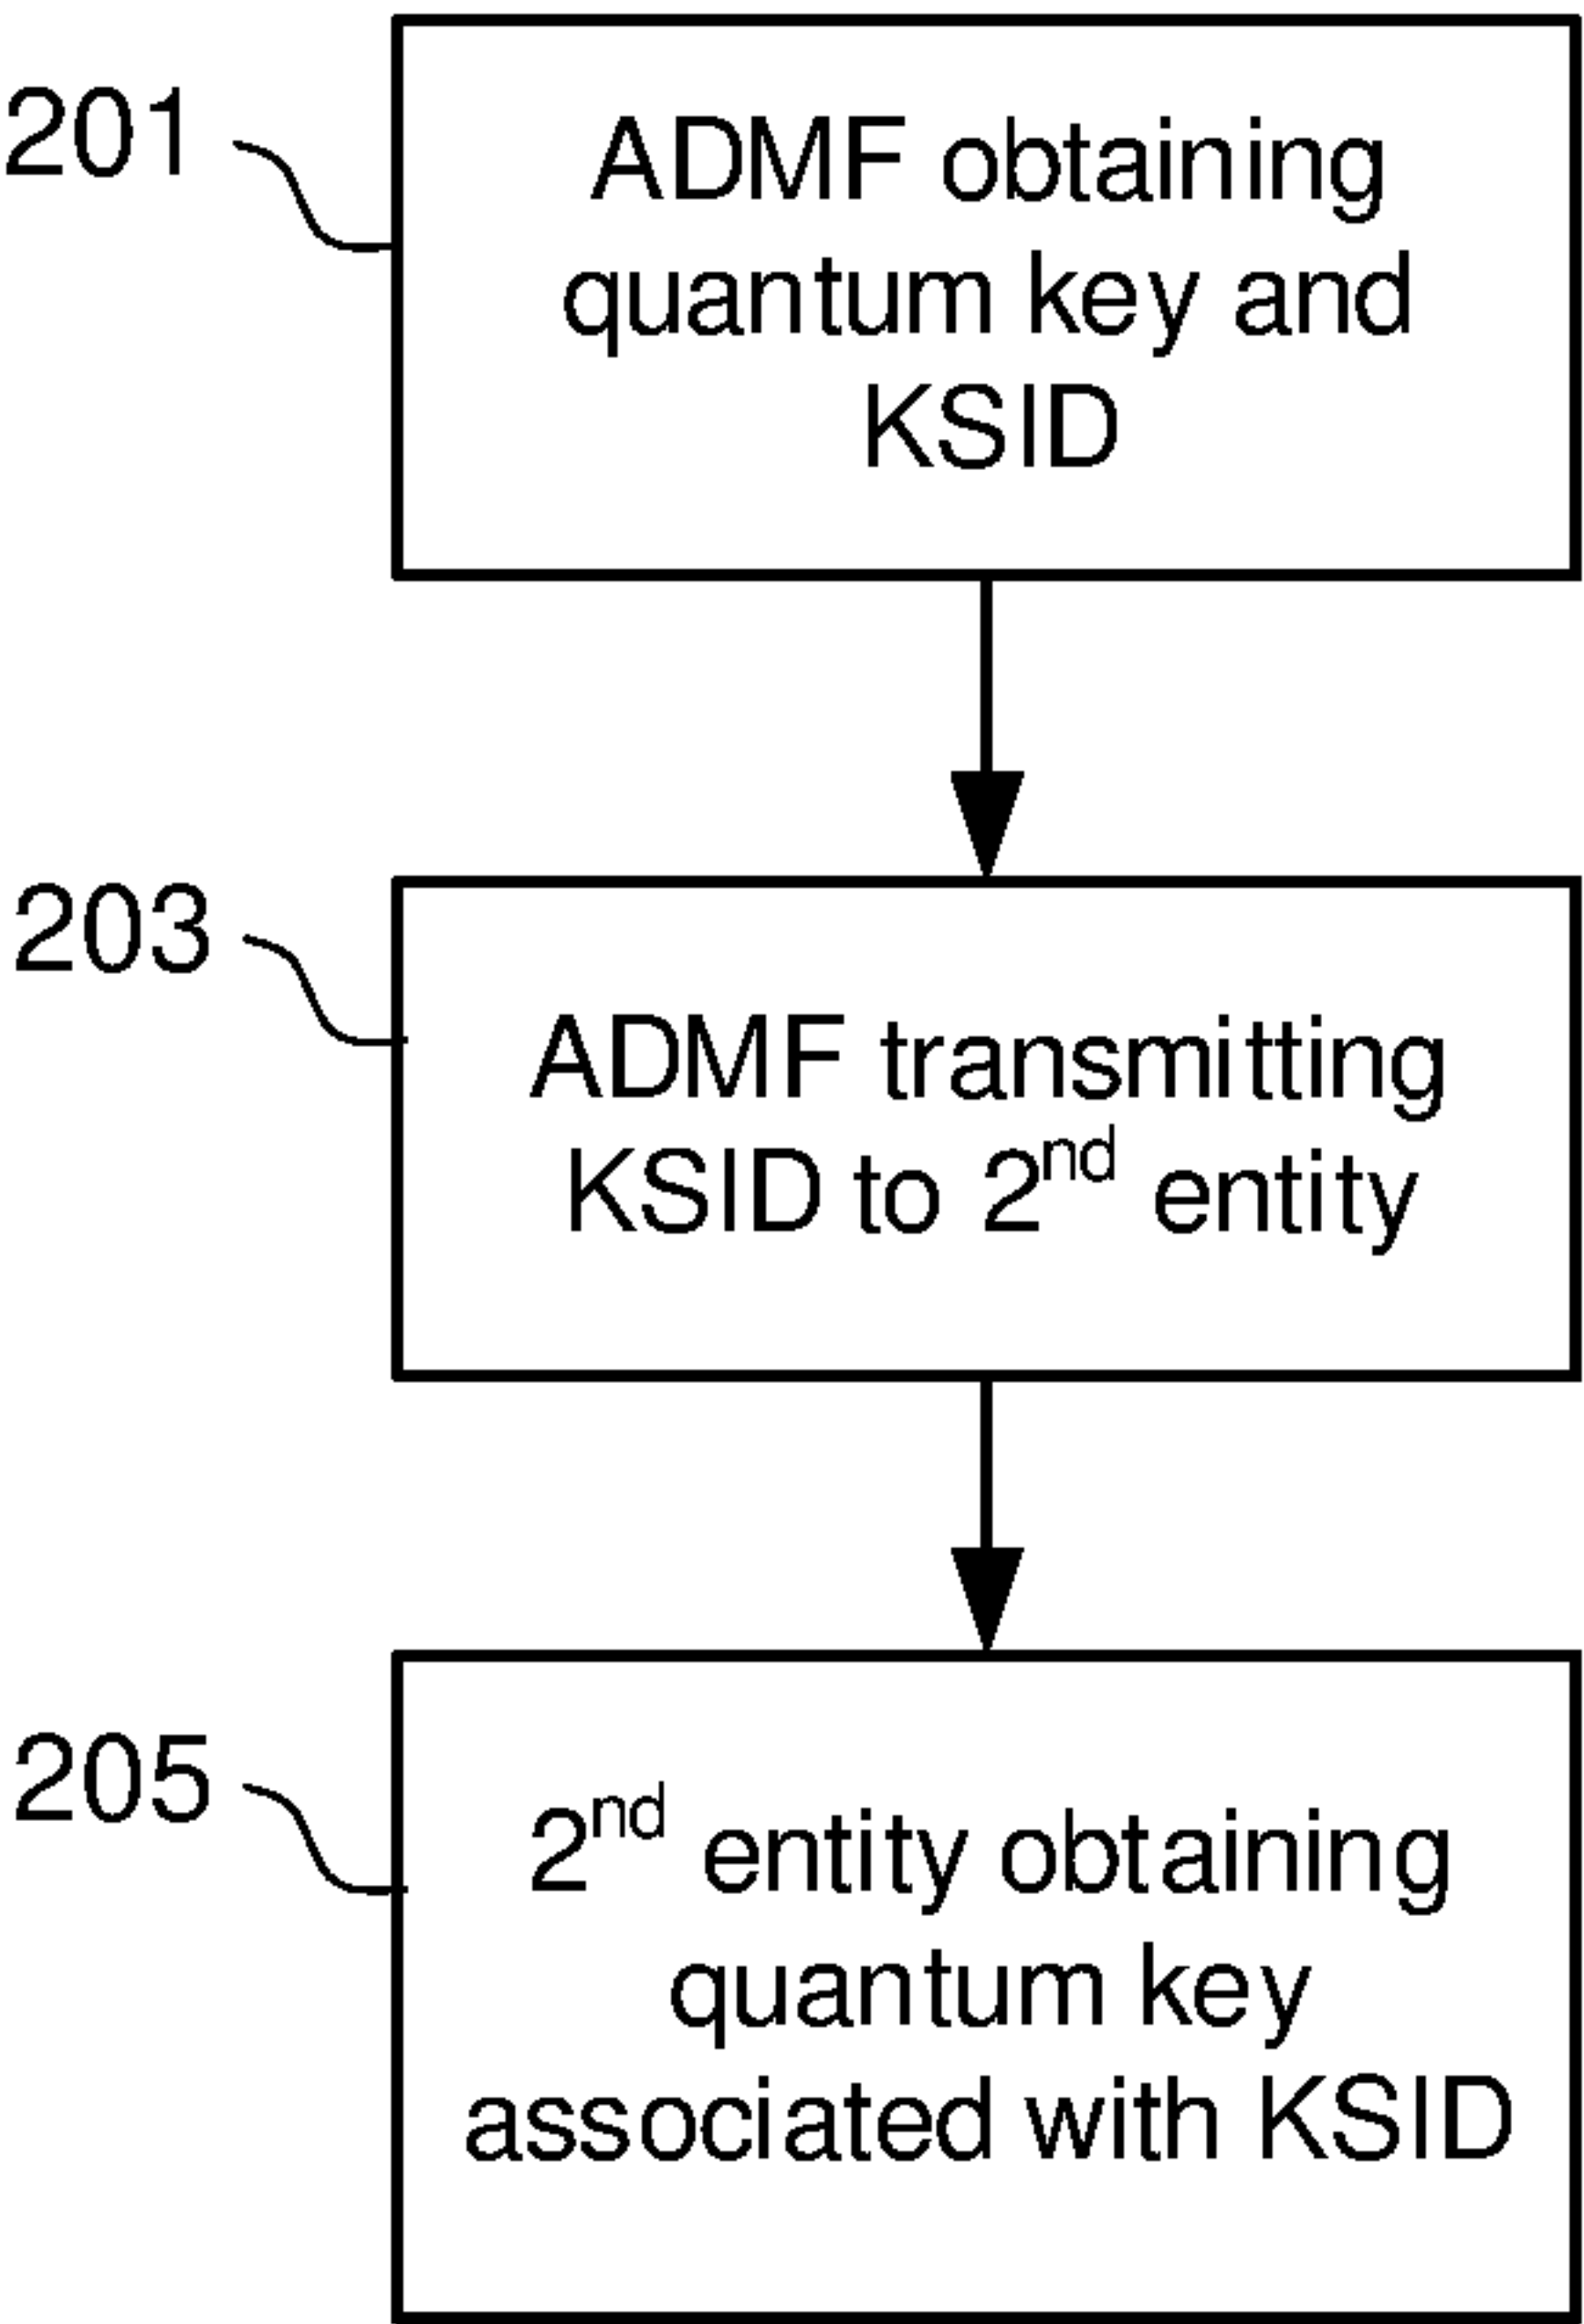 201
ADMF obtaining
quantum key and
KSID
203
ADMF transmitting
KSID to 2nd entity
205
2nd entity obtaining
quantum key
associated with KSID